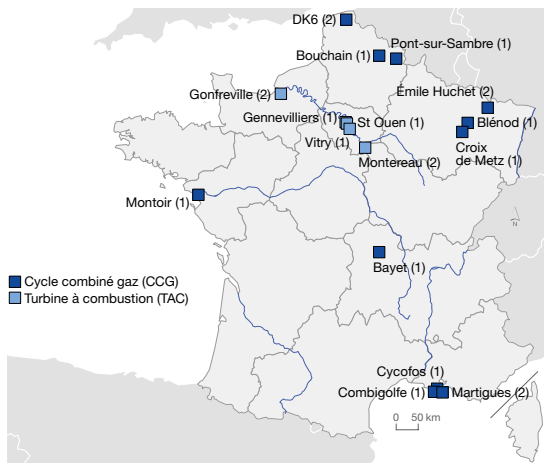 DK6 (2)
Pont-sur-Sambre (1)
Bouchain (1)
Émile Huchet (2)
Gonfreville (2)
Gennevilliers (1)
St Ouen (1)
Blénod (1)
Vitry (1)
Croix
de Metz (1)
Montereau (2)
Montoir (1)
N
Bayet (1)
Cycle combiné gaz (CCG)
Turbine à combustion (TAC)
Cycofos (1)
Combigolfe (1)
Martigues (2)
0 50 km